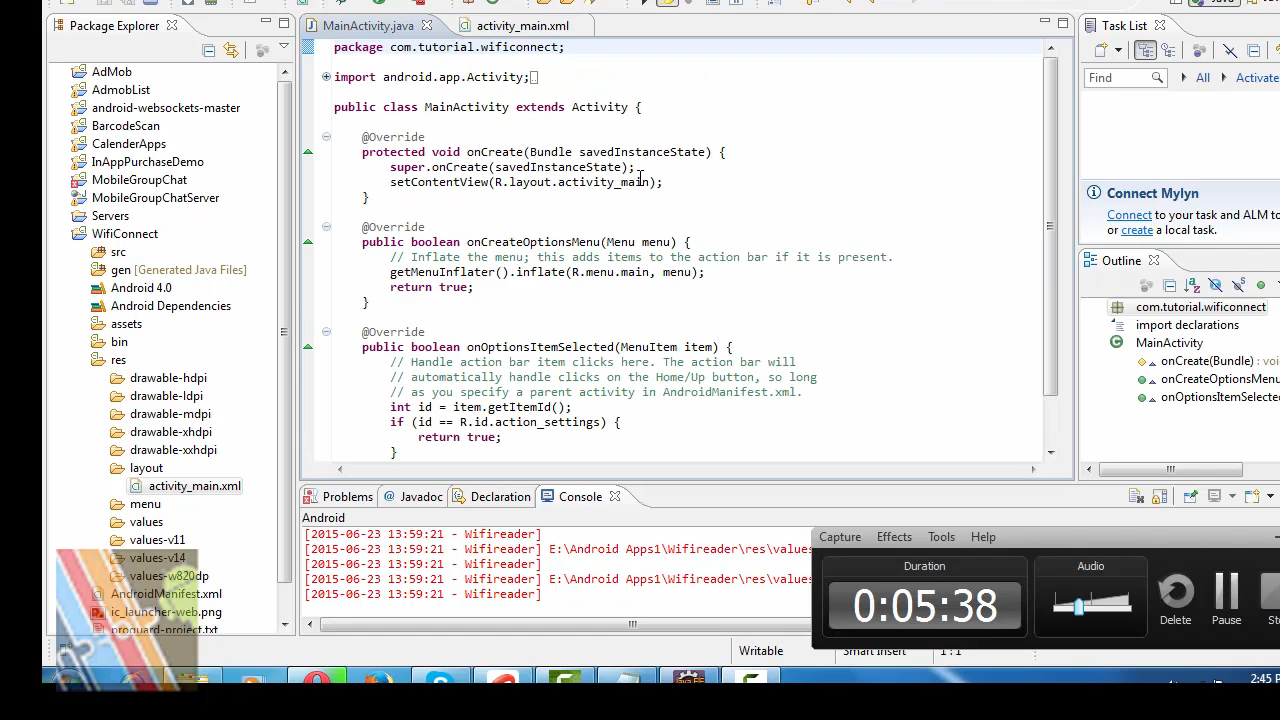 Package Explorer
AdMob
AdmobList
android-websockets-master
BarcodeScan
CalenderApps
InAppPurchaseDemo
MobileGroupChat
MobileGroupChatServer
Servers
WifiConnect
src
gen [Generated Java Files]
Android 4.0
Android Dependencies
assets
bin
res
drawable-hdpi
drawable-ldpi
drawable-mdpi
drawable-xhdpi
drawable-xxhdpi
layout
activity_main.xml
menu
values
values-v11
values-v14
values-w820dp
AndroidManifest.xml
ic_launcher-web.png
proguard-project.txt
MainActivity.java
activity_main.xml
package com.tutorial.wificonnect;
import android.app.Activity;
public class MainActivity extends Activity {
@Override
protected void onCreate(Bundle savedInstanceState) {
super.onCreate(savedInstanceState);
setContentView(R.layout.activity_main);
}
@Override
public boolean onCreateOptionsMenu(Menu menu) {
// Inflate the menu; this adds items to the action bar if it is present.
getMenuInflater().inflate(R.menu.main, menu);
return true;
}
@Override
public boolean onOptionsItemSelected(MenuItem item) {
// Handle action bar item clicks here. The action bar will
// automatically handle clicks on the Home/Up button, so long
// as you specify a parent activity in AndroidManifest.xml.
int id = item.getItemId();
if (id == R.id.action_settings) {
return true;
}
Problems @ Javadoc Declaration Console
Android
[2015-06-23 13:59:21 - Wifireader]
[2015-06-23 13:59:21 - Wifireader] E:\Android Apps1\Wifireader\res\values
[2015-06-23 13:59:21 - Wifireader]
[2015-06-23 13:59:21 - Wifireader] E:\Android Apps1\Wifireader\res\values
[2015-06-23 13:59:21 - Wifireader]
Task List
Find All Activate
Connect Mylyn
Connect to your task and ALM to
or create a local task.
Outline
com.tutorial.wificonnect
import declarations
MainActivity
onCreate(Bundle) : voi
onCreateOptionsMenu
onOptionsItemSelected
Capture Effects Tools Help
Duration
0:05:38
Audio
Delete Pause Sto
Writable Smart Insert 1 : 1
2:45 P